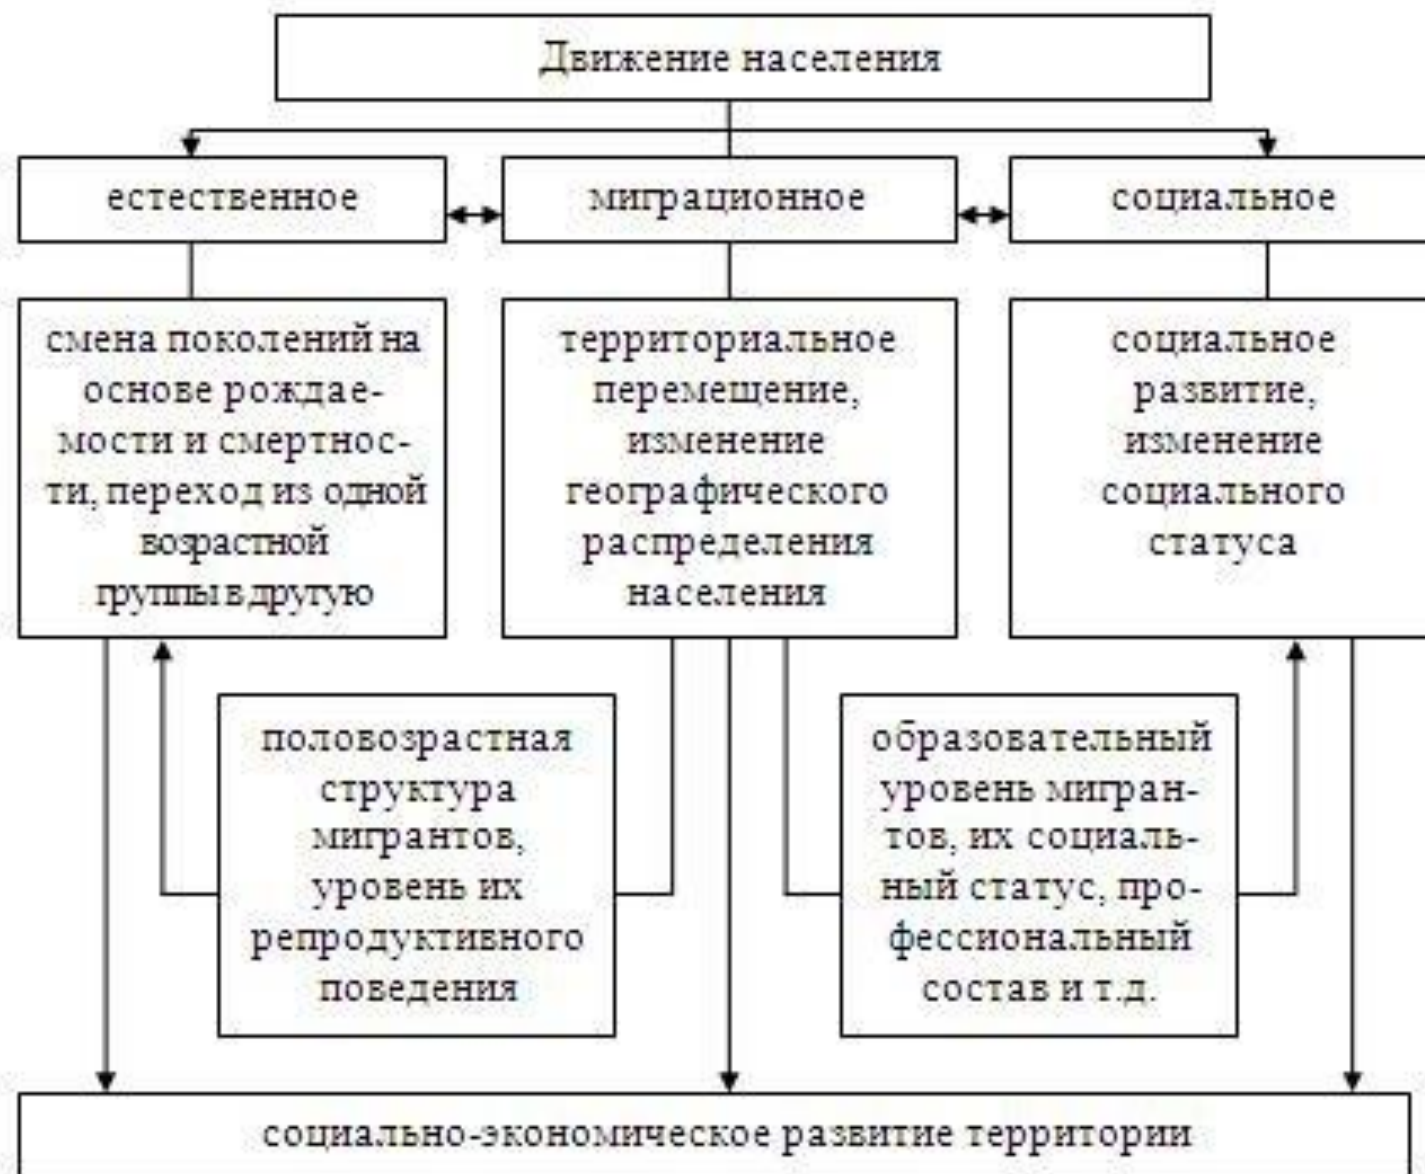 Движение населения
естественное
миграционное
социальное
смена поколений на
основе рождае-
мости и смертнос-
ти, переход из одной
возрастной
группы в другую
территориальное
перемещение,
изменение
географического
распределения
населения
социальное
развитие,
изменение
социального
статуса
половозрастная
структура
мигрантов,
уровень их
репродуктивного
поведения
образовательный
уровень мигран-
тов, их социаль-
ный статус, про-
фессиональный
состав и т.д.
социально-экономическое развитие территории